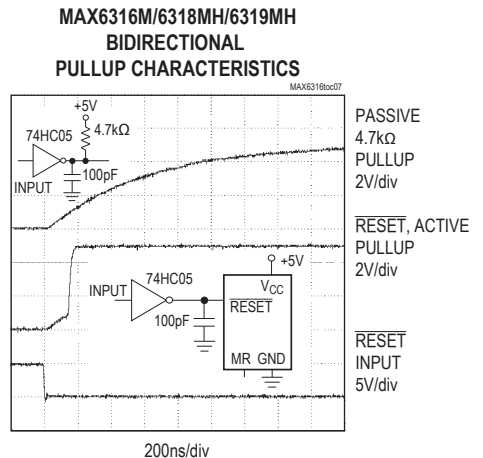 MAX6316M/6318MH/6319MH
BIDIRECTIONAL
PULLUP CHARACTERISTICS
MAX6316toc07
+5V
74HC05
4.7kΩ
100pF
INPUT
PASSIVE
4.7kΩ
PULLUP
2V/div
RESET, ACTIVE
PULLUP
2V/div
+5V
74HC05
INPUT
VCC
RESET
100pF
MR GND
RESET
INPUT
5V/div
200ns/div